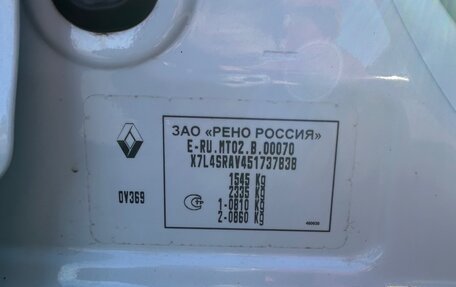 ЗАО «РЕНО РОССИЯ»
E-RU.MT02.B.00070
X7L4SRAV451737838
1545 Kg
2335 Kg
1-0810 Kg
2-0860 Kg
0V369